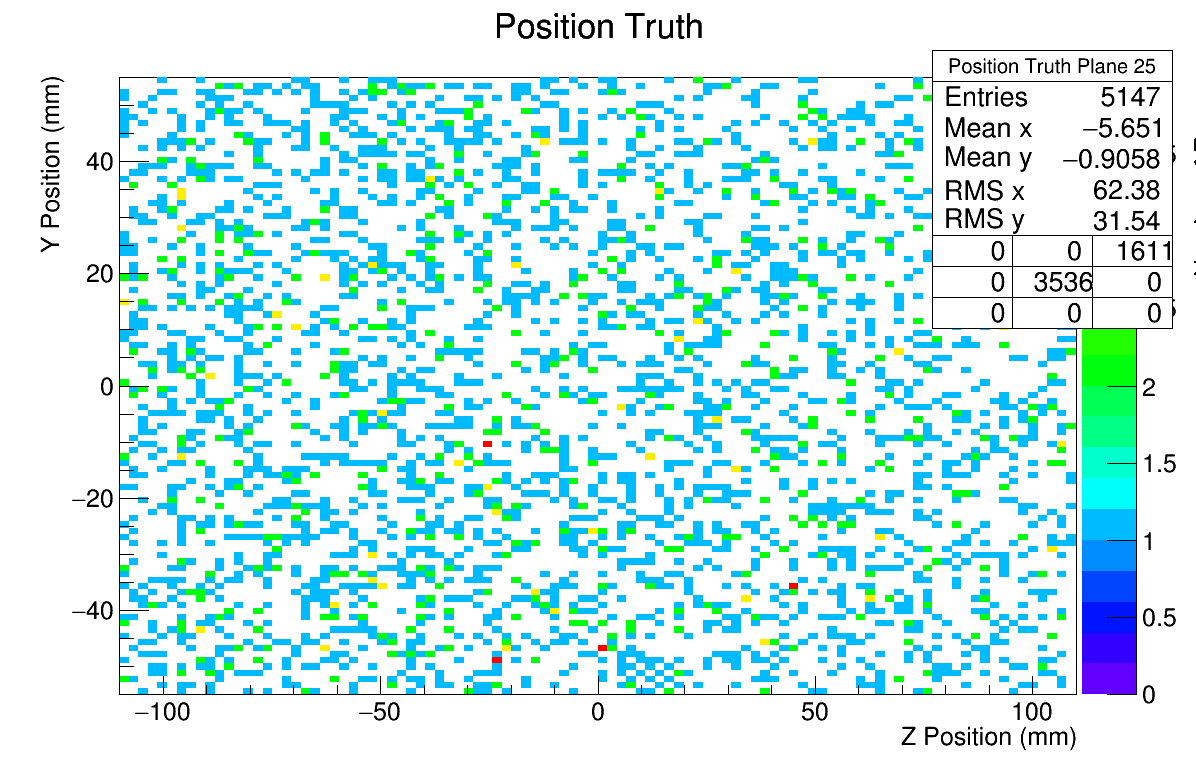 Position Truth
Y Position (mm)
Position Truth Plane 25
Entries 5147
Mean x −5.651
Mean y −0.9058
RMS x 62.38
RMS y 31.54
0 0 1611
0 3536 0
0 0 0
40
20
0
−20
−40
2
1.5
1
0.5
0
−100 −50 0 50 100
Z Position (mm)